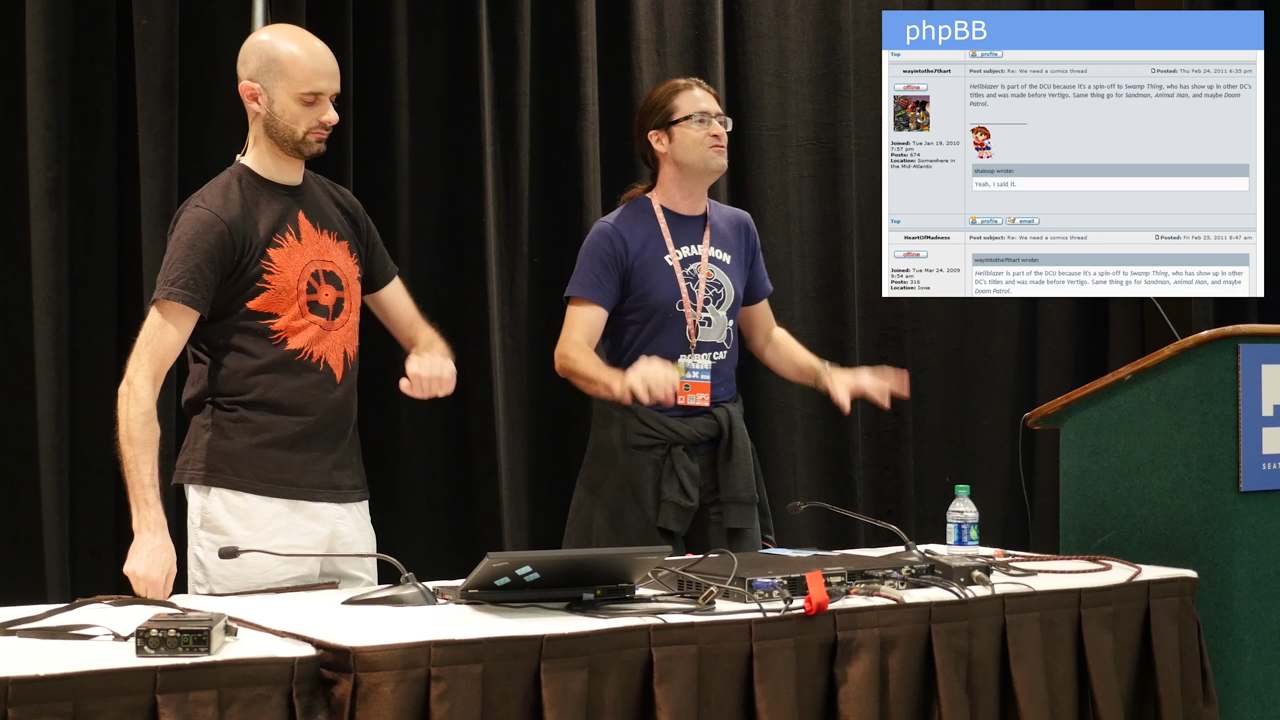 phpBB
Top
profile
wayintothe7thart
Post subject: Re: We need a comics thread
Posted: Thu Feb 24, 2011 6:35 pm
offline
Hellblazer is part of the DCU because it's a spin-off to Swamp Thing, who has show up in other DC's
titles and was made before Vertigo. Same thing go for Sandman, Animal Man, and maybe Doom
Patrol.
Joined: Tue Jan 19, 2010
7:57 pm
Posts: 674
Location: Somewhere in
the Mid-Atlantic
Yeah, I said it.
Top
profile
email
HeartOfMadness
Post subject: Re: We need a comics thread
Posted: Fri Feb 25, 2011 8:47 am
offline
wayintothe7thart wrote:
Joined: Tue Mar 24, 2009
9:54 am
Posts: 316
Location: Iowa
Hellblazer is part of the DCU because it's a spin-off to Swamp Thing, who has show up in other
DC's titles and was made before Vertigo. Same thing go for Sandman, Animal Man, and maybe
Doom Patrol.
DORAEMON
ROBOT CAT
SPG
SEAT